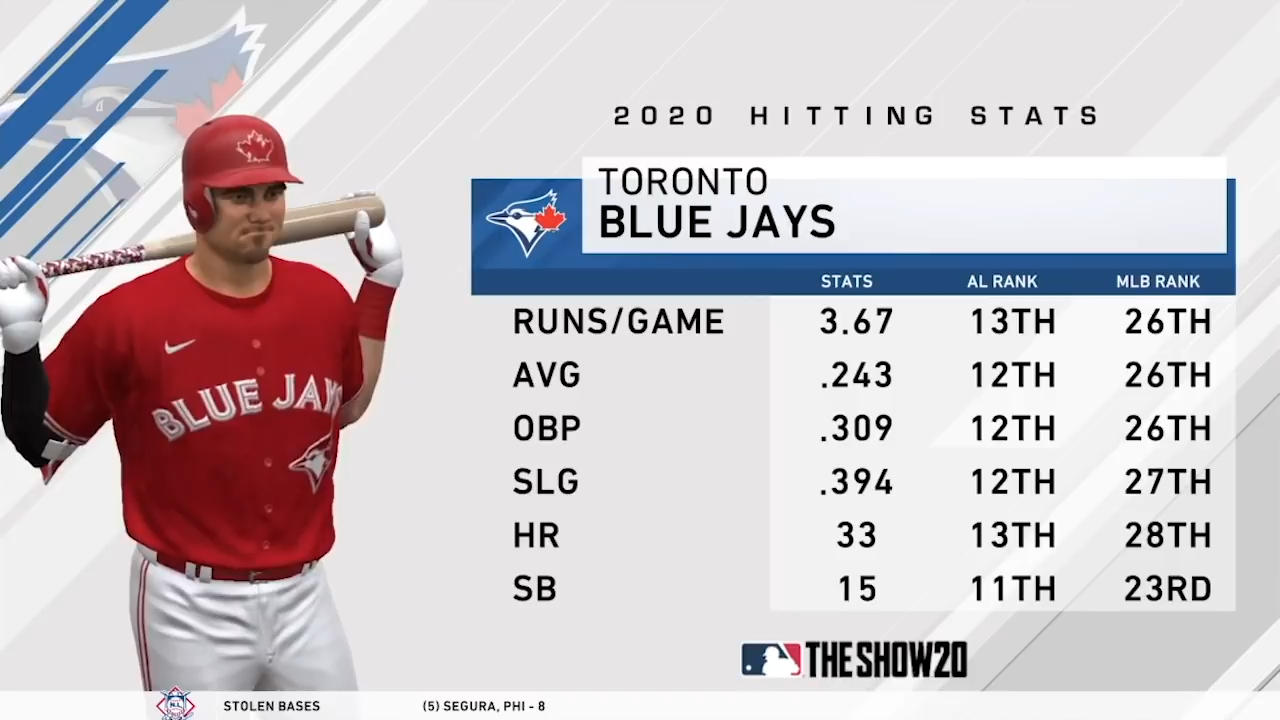 2020 HITTING STATS
TORONTO
BLUE JAYS
STATS AL RANK MLB RANK
RUNS/GAME 3.67 13TH 26TH
AVG .243 12TH 26TH
OBP .309 12TH 26TH
SLG .394 12TH 27TH
HR 33 13TH 28TH
SB 15 11TH 23RD
BLUE JAYS
THE SHOW20
STOLEN BASES (5) SEGURA, PHI - 8